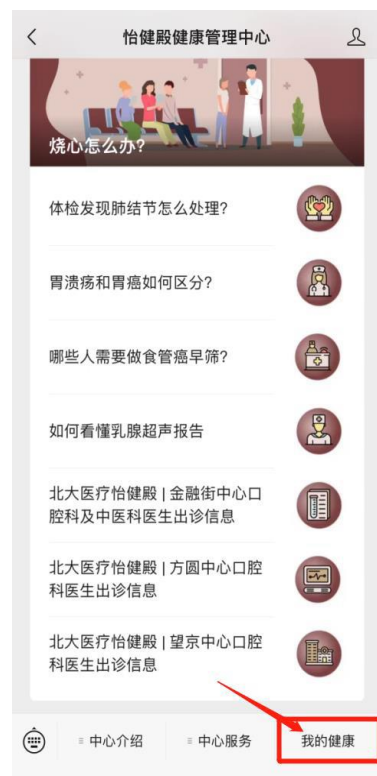 怡健殿健康管理中心
烧心怎么办?
体检发现肺结节怎么处理?
胃溃疡和胃癌如何区分?
哪些人需要做食管癌早筛?
如何看懂乳腺超声报告
北大医疗怡健殿 | 金融街中心口
腔科及中医科医生出诊信息
北大医疗怡健殿 | 方圆中心口腔
科医生出诊信息
北大医疗怡健殿 | 望京中心口腔
科医生出诊信息
中心介绍
中心服务
我的健康